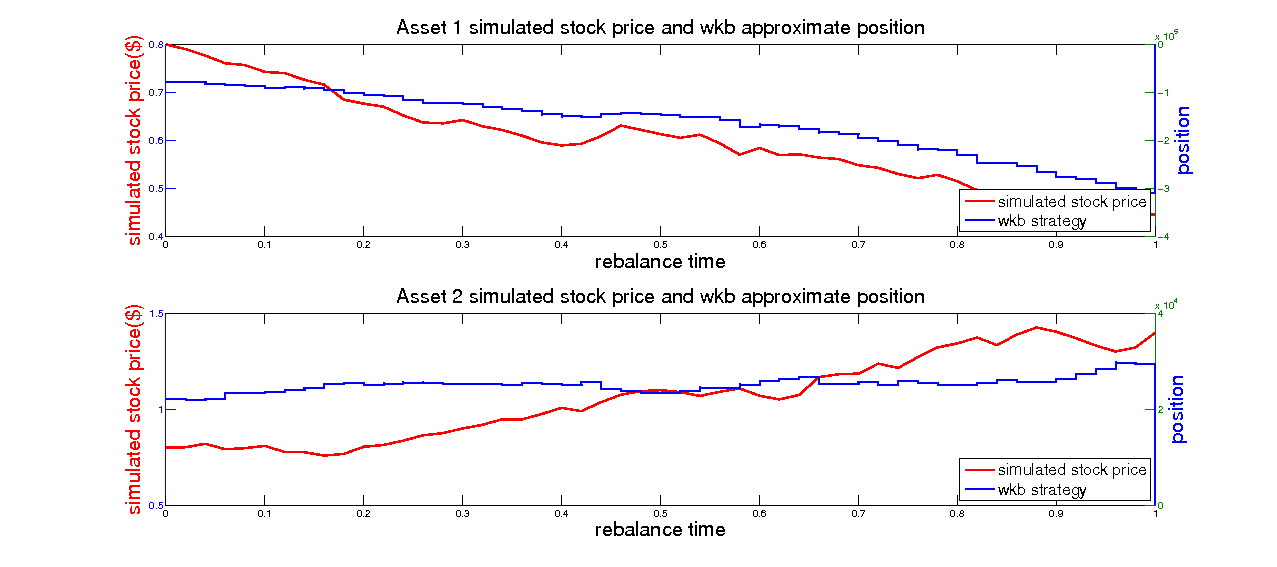 Asset 1 simulated stock price and wkb approximate position
x 10^5
0.8
0.7
0.6
0.5
0.4
simulated stock price($)
0
−1
−2
−3
−4
position
simulated stock price
wkb strategy
0 0.1 0.2 0.3 0.4 0.5 0.6 0.7 0.8 0.9 1
rebalance time
Asset 2 simulated stock price and wkb approximate position
x 10^4
1.5
1
0.5
simulated stock price($)
4
2
0
position
simulated stock price
wkb strategy
0 0.1 0.2 0.3 0.4 0.5 0.6 0.7 0.8 0.9 1
rebalance time